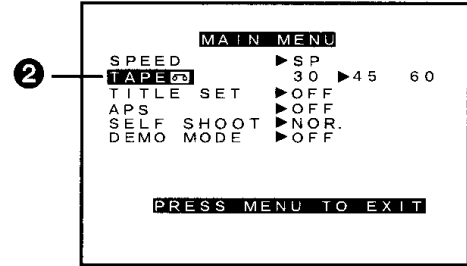 MAIN MENU
SPEED ▶SP
2 TAPE 30 ▶45 60
TITLE SET ▶OFF
APS ▶OFF
SELF SHOOT ▶NOR.
DEMO MODE ▶OFF
PRESS MENU TO EXIT